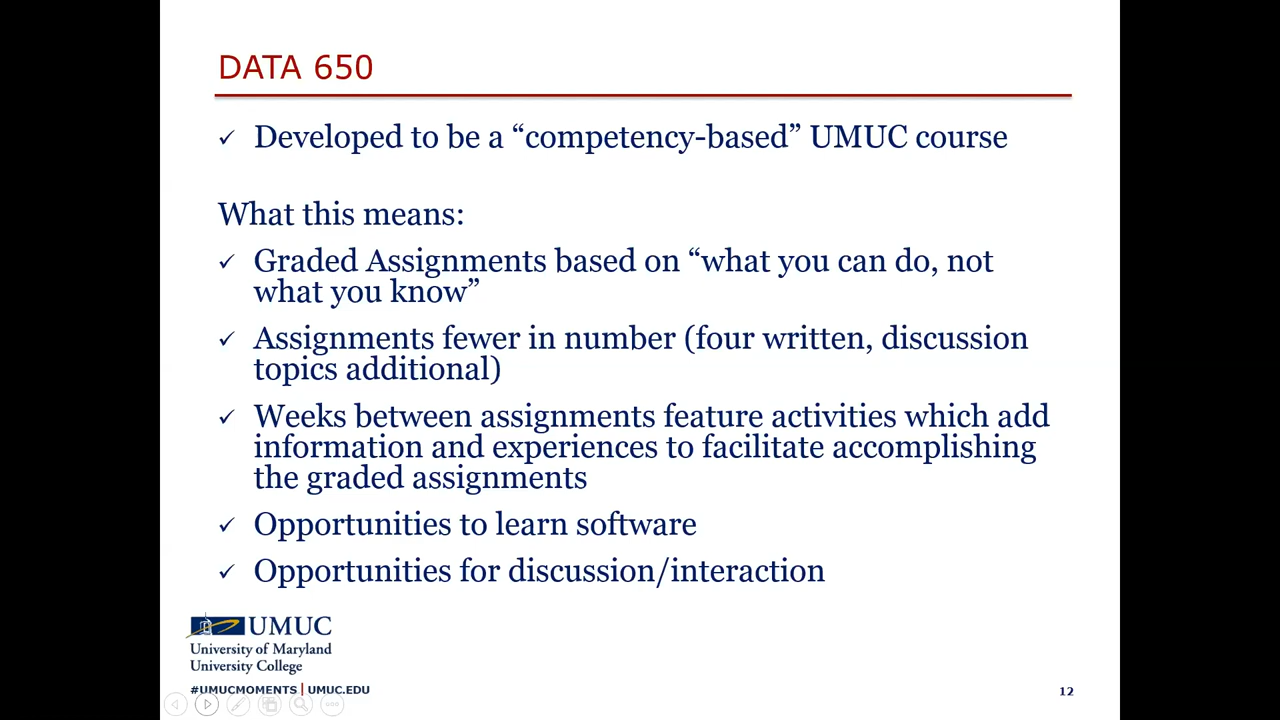 DATA 650
✓ Developed to be a “competency-based” UMUC course
What this means:
✓ Graded Assignments based on “what you can do, not
what you know”
✓ Assignments fewer in number (four written, discussion
topics additional)
✓ Weeks between assignments feature activities which add
information and experiences to facilitate accomplishing
the graded assignments
✓ Opportunities to learn software
✓ Opportunities for discussion/interaction
UMUC
University of Maryland
University College
#UMUCMOMENTS | UMUC.EDU
12